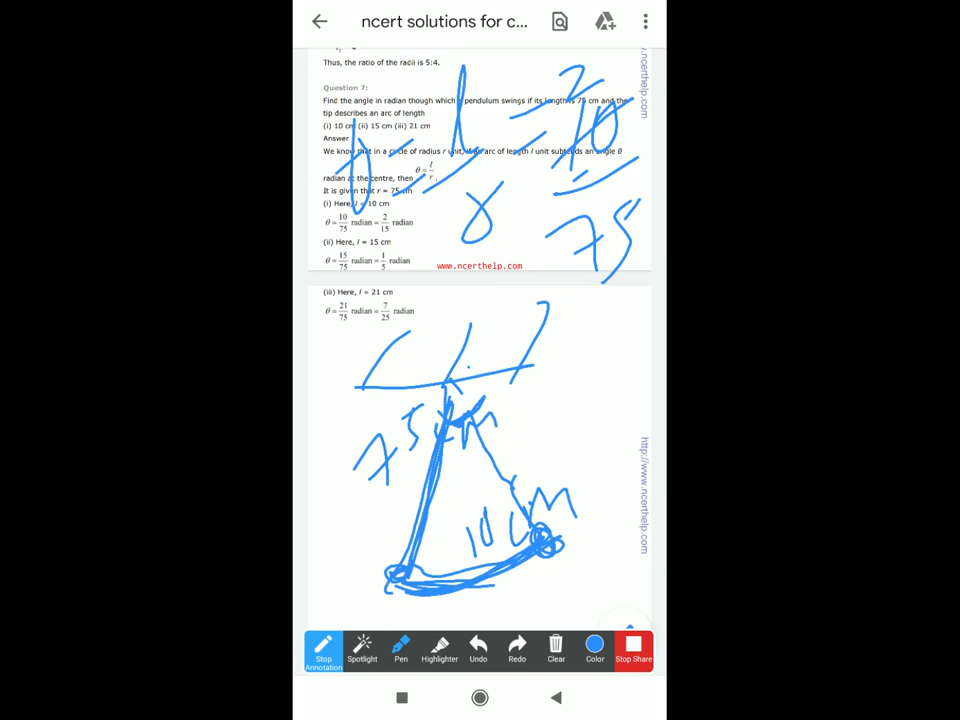 ncert solutions for c...
Thus, the ratio of the radii is 5:4.
Question 7:
Find the angle in radian though which a pendulum swings if its length is 75 cm and the
tip describes an arc of length
(i) 10 cm (ii) 15 cm (iii) 21 cm
Answer
We know that in a circle of radius r unit, if an arc of length l unit subtends an angle θ
radian at the centre, then θ = l/r.
It is given that r = 75 cm
(i) Here, l = 10 cm
θ = 10/75 radian = 2/15 radian
(ii) Here, l = 15 cm
θ = 15/75 radian = 1/5 radian
www.ncerthelp.com
(iii) Here, l = 21 cm
θ = 21/75 radian = 7/25 radian
θ = l/r = 10/75
2
75 cm
10 cm
w.ncerthelp.com
http://www.ncerthelp.com
Stop Annotation
Spotlight
Pen
Highlighter
Undo
Redo
Clear
Color
Stop Share